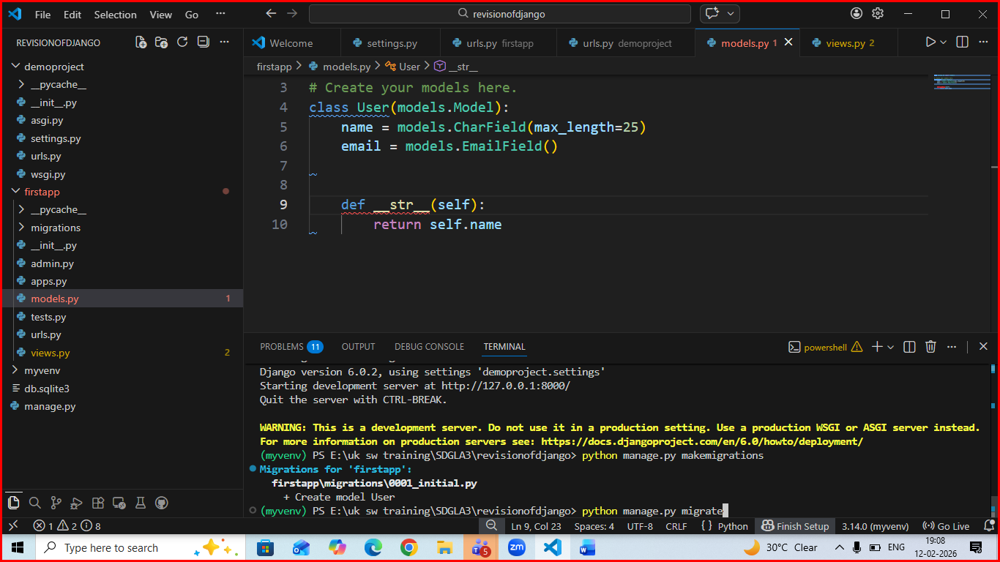 File Edit Selection View Go ··· revisionofdjango
REVISIONOFDJANGO
demoproject
__pycache__
__init__.py
asgi.py
settings.py
urls.py
wsgi.py
firstapp
__pycache__
migrations
__init__.py
admin.py
apps.py
models.py 1
tests.py
urls.py
views.py 2
myvenv
db.sqlite3
manage.py
Welcome settings.py urls.py firstapp urls.py demoproject models.py 1 views.py 2
firstapp > models.py > User > __str__
3 # Create your models here.
4 class User(models.Model):
5 name = models.CharField(max_length=25)
6 email = models.EmailField()
7
8
9 def __str__(self):
10 return self.name
PROBLEMS 11 OUTPUT DEBUG CONSOLE TERMINAL powershell
Django version 6.0.2, using settings 'demoproject.settings'
Starting development server at http://127.0.0.1:8000/
Quit the server with CTRL-BREAK.
WARNING: This is a development server. Do not use it in a production setting. Use a production WSGI or ASGI server instead.
For more information on production servers see: https://docs.djangoproject.com/en/6.0/howto/deployment/
(myvenv) PS E:\uk sw training\SDGLA3\revisionofdjango> python manage.py makemigrations
Migrations for 'firstapp':
firstapp\migrations\0001_initial.py
+ Create model User
(myvenv) PS E:\uk sw training\SDGLA3\revisionofdjango> python manage.py migrate
1 2 8 Ln 9, Col 23 Spaces: 4 UTF-8 CRLF { } Python Finish Setup 3.14.0 (myvenv) Go Live
Type here to search 5 zm 30°C Clear ENG 19:08
12-02-2026